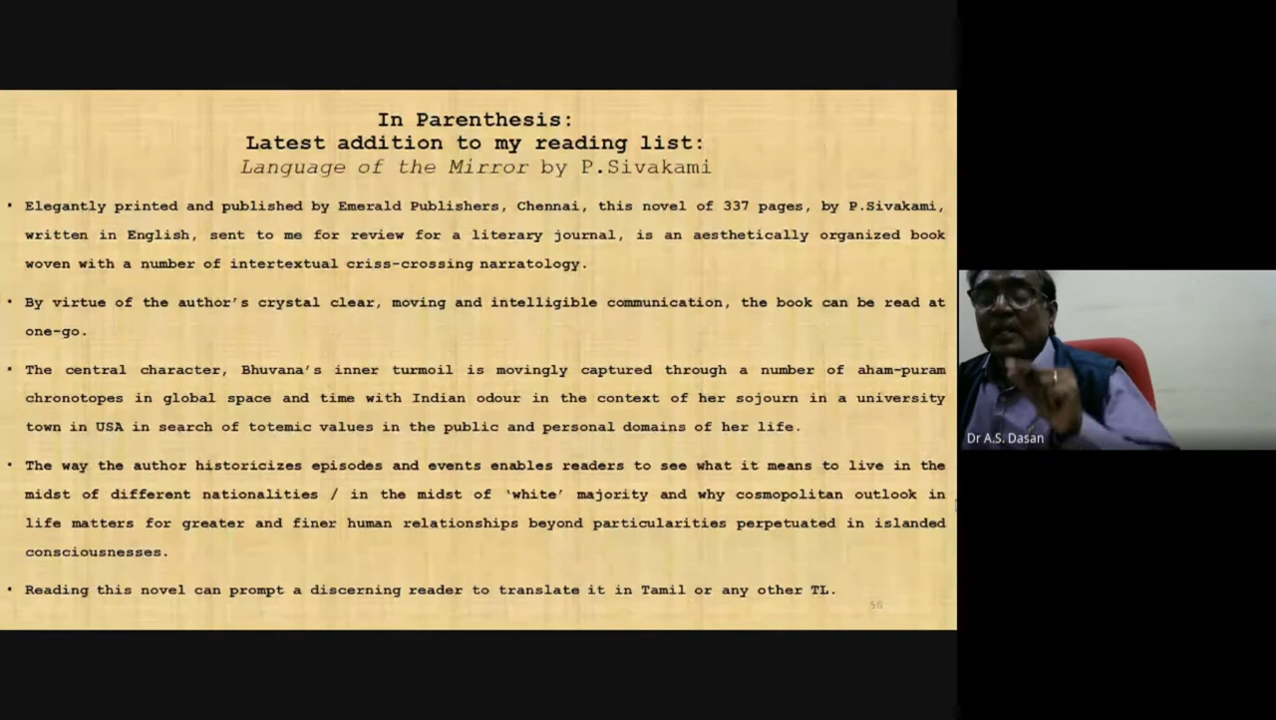 In Parenthesis:
Latest addition to my reading list:
Language of the Mirror by P.Sivakami
• Elegantly printed and published by Emerald Publishers, Chennai, this novel of 337 pages, by P.Sivakami,
written in English, sent to me for review for a literary journal, is an aesthetically organized book
woven with a number of intertextual criss-crossing narratology.
• By virtue of the author's crystal clear, moving and intelligible communication, the book can be read at
one-go.
• The central character, Bhuvana's inner turmoil is movingly captured through a number of aham-puram
chronotopes in global space and time with Indian odour in the context of her sojourn in a university
town in USA in search of totemic values in the public and personal domains of her life.
• The way the author historicizes episodes and events enables readers to see what it means to live in the
midst of different nationalities / in the midst of 'white' majority and why cosmopolitan outlook in
life matters for greater and finer human relationships beyond particularities perpetuated in islanded
consciousnesses.
• Reading this novel can prompt a discerning reader to translate it in Tamil or any other TL.
Dr A.S. Dasan